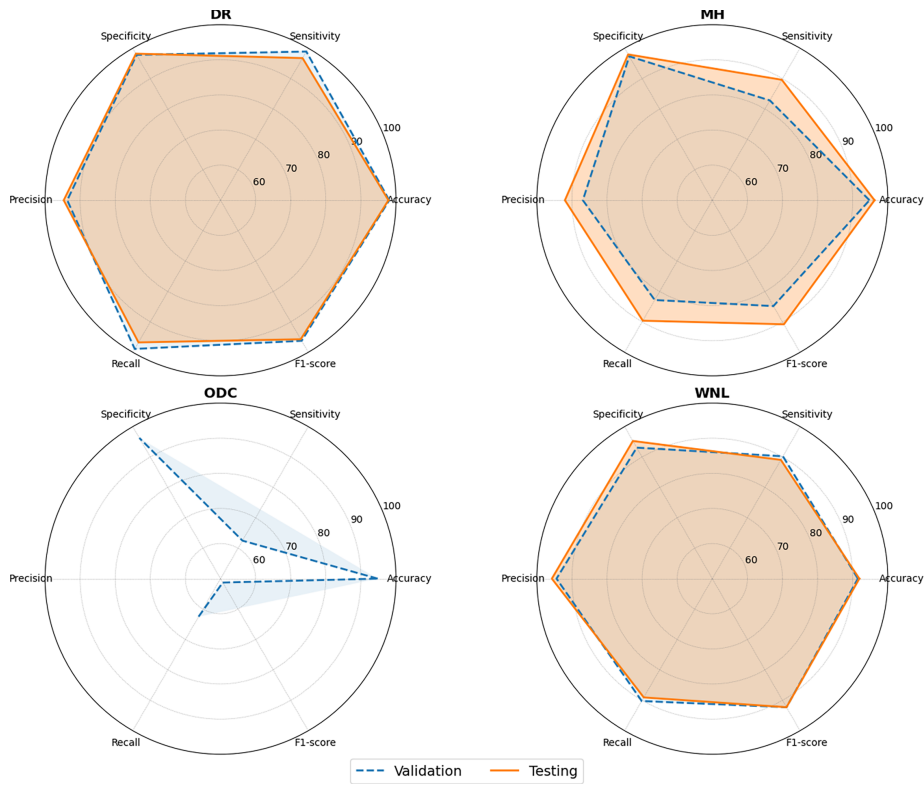 DR
MH
Specificity
Sensitivity
Specificity
Sensitivity
100
90
80
70
60
100
90
80
70
60
Precision
Accuracy
Precision
Accuracy
Recall
F1-score
Recall
F1-score
ODC
WNL
Specificity
Sensitivity
Specificity
Sensitivity
100
90
80
70
60
100
90
80
70
60
Precision
Accuracy
Precision
Accuracy
Recall
F1-score
Recall
F1-score
Validation
Testing